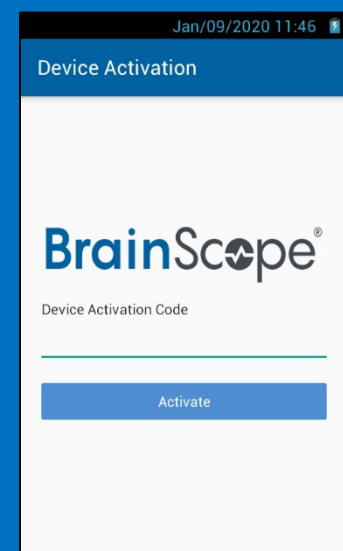 Jan/09/2020 11:46
Device Activation
BrainScope®
Device Activation Code
Activate